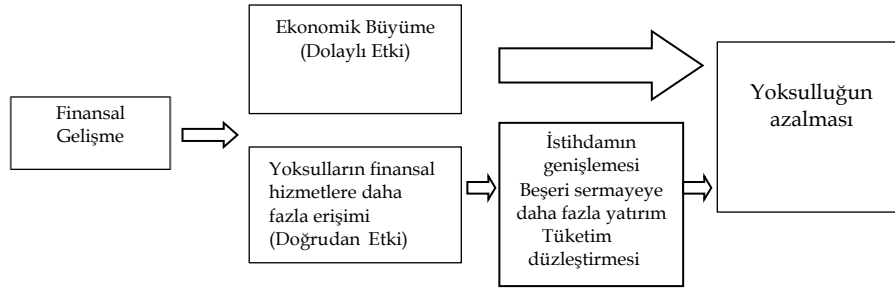 Finansal
Gelişme
Ekonomik Büyüme
(Dolaylı Etki)
Yoksulların finansal
hizmetlere daha
fazla erişimi
(Doğrudan Etki)
İstihdamın
genişlemesi
Beşeri sermayeye
daha fazla yatırım
Tüketim
düzleştirmesi
Yoksulluğun
azalması